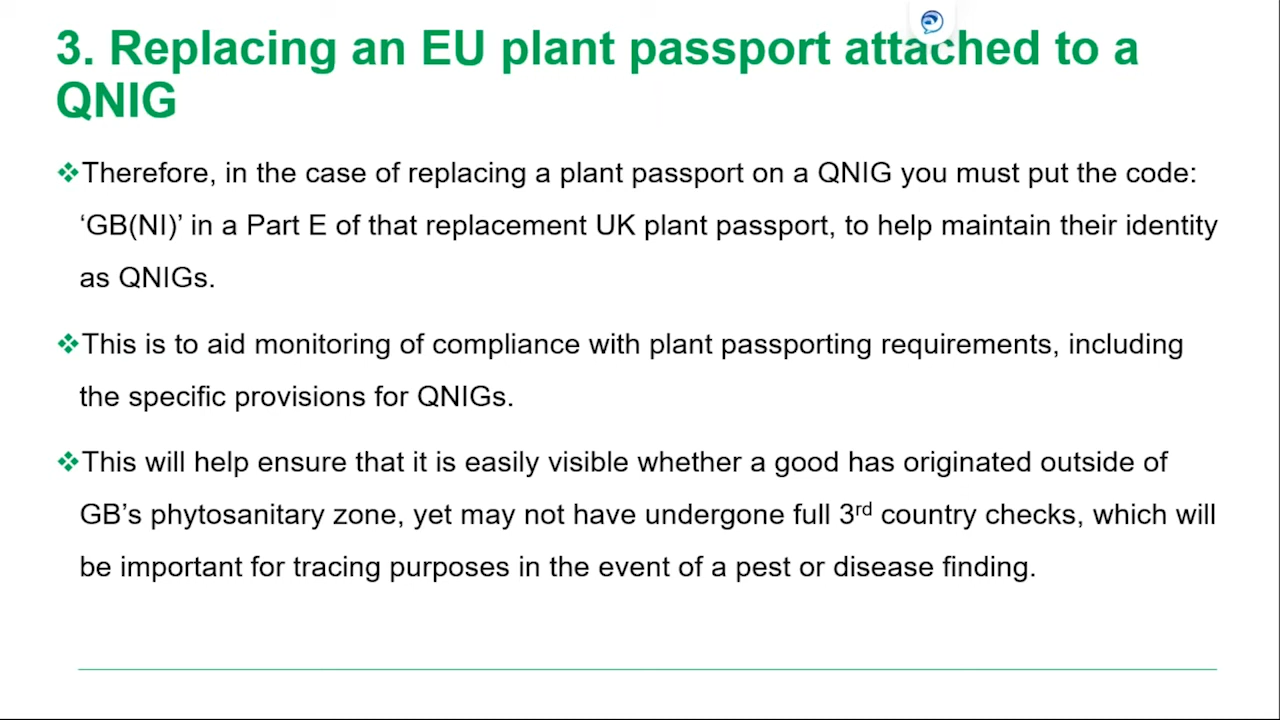 3. Replacing an EU plant passport attached to a
QNIG
❖Therefore, in the case of replacing a plant passport on a QNIG you must put the code:
‘GB(NI)’ in a Part E of that replacement UK plant passport, to help maintain their identity
as QNIGs.
❖This is to aid monitoring of compliance with plant passporting requirements, including
the specific provisions for QNIGs.
❖This will help ensure that it is easily visible whether a good has originated outside of
GB’s phytosanitary zone, yet may not have undergone full 3rd country checks, which will
be important for tracing purposes in the event of a pest or disease finding.